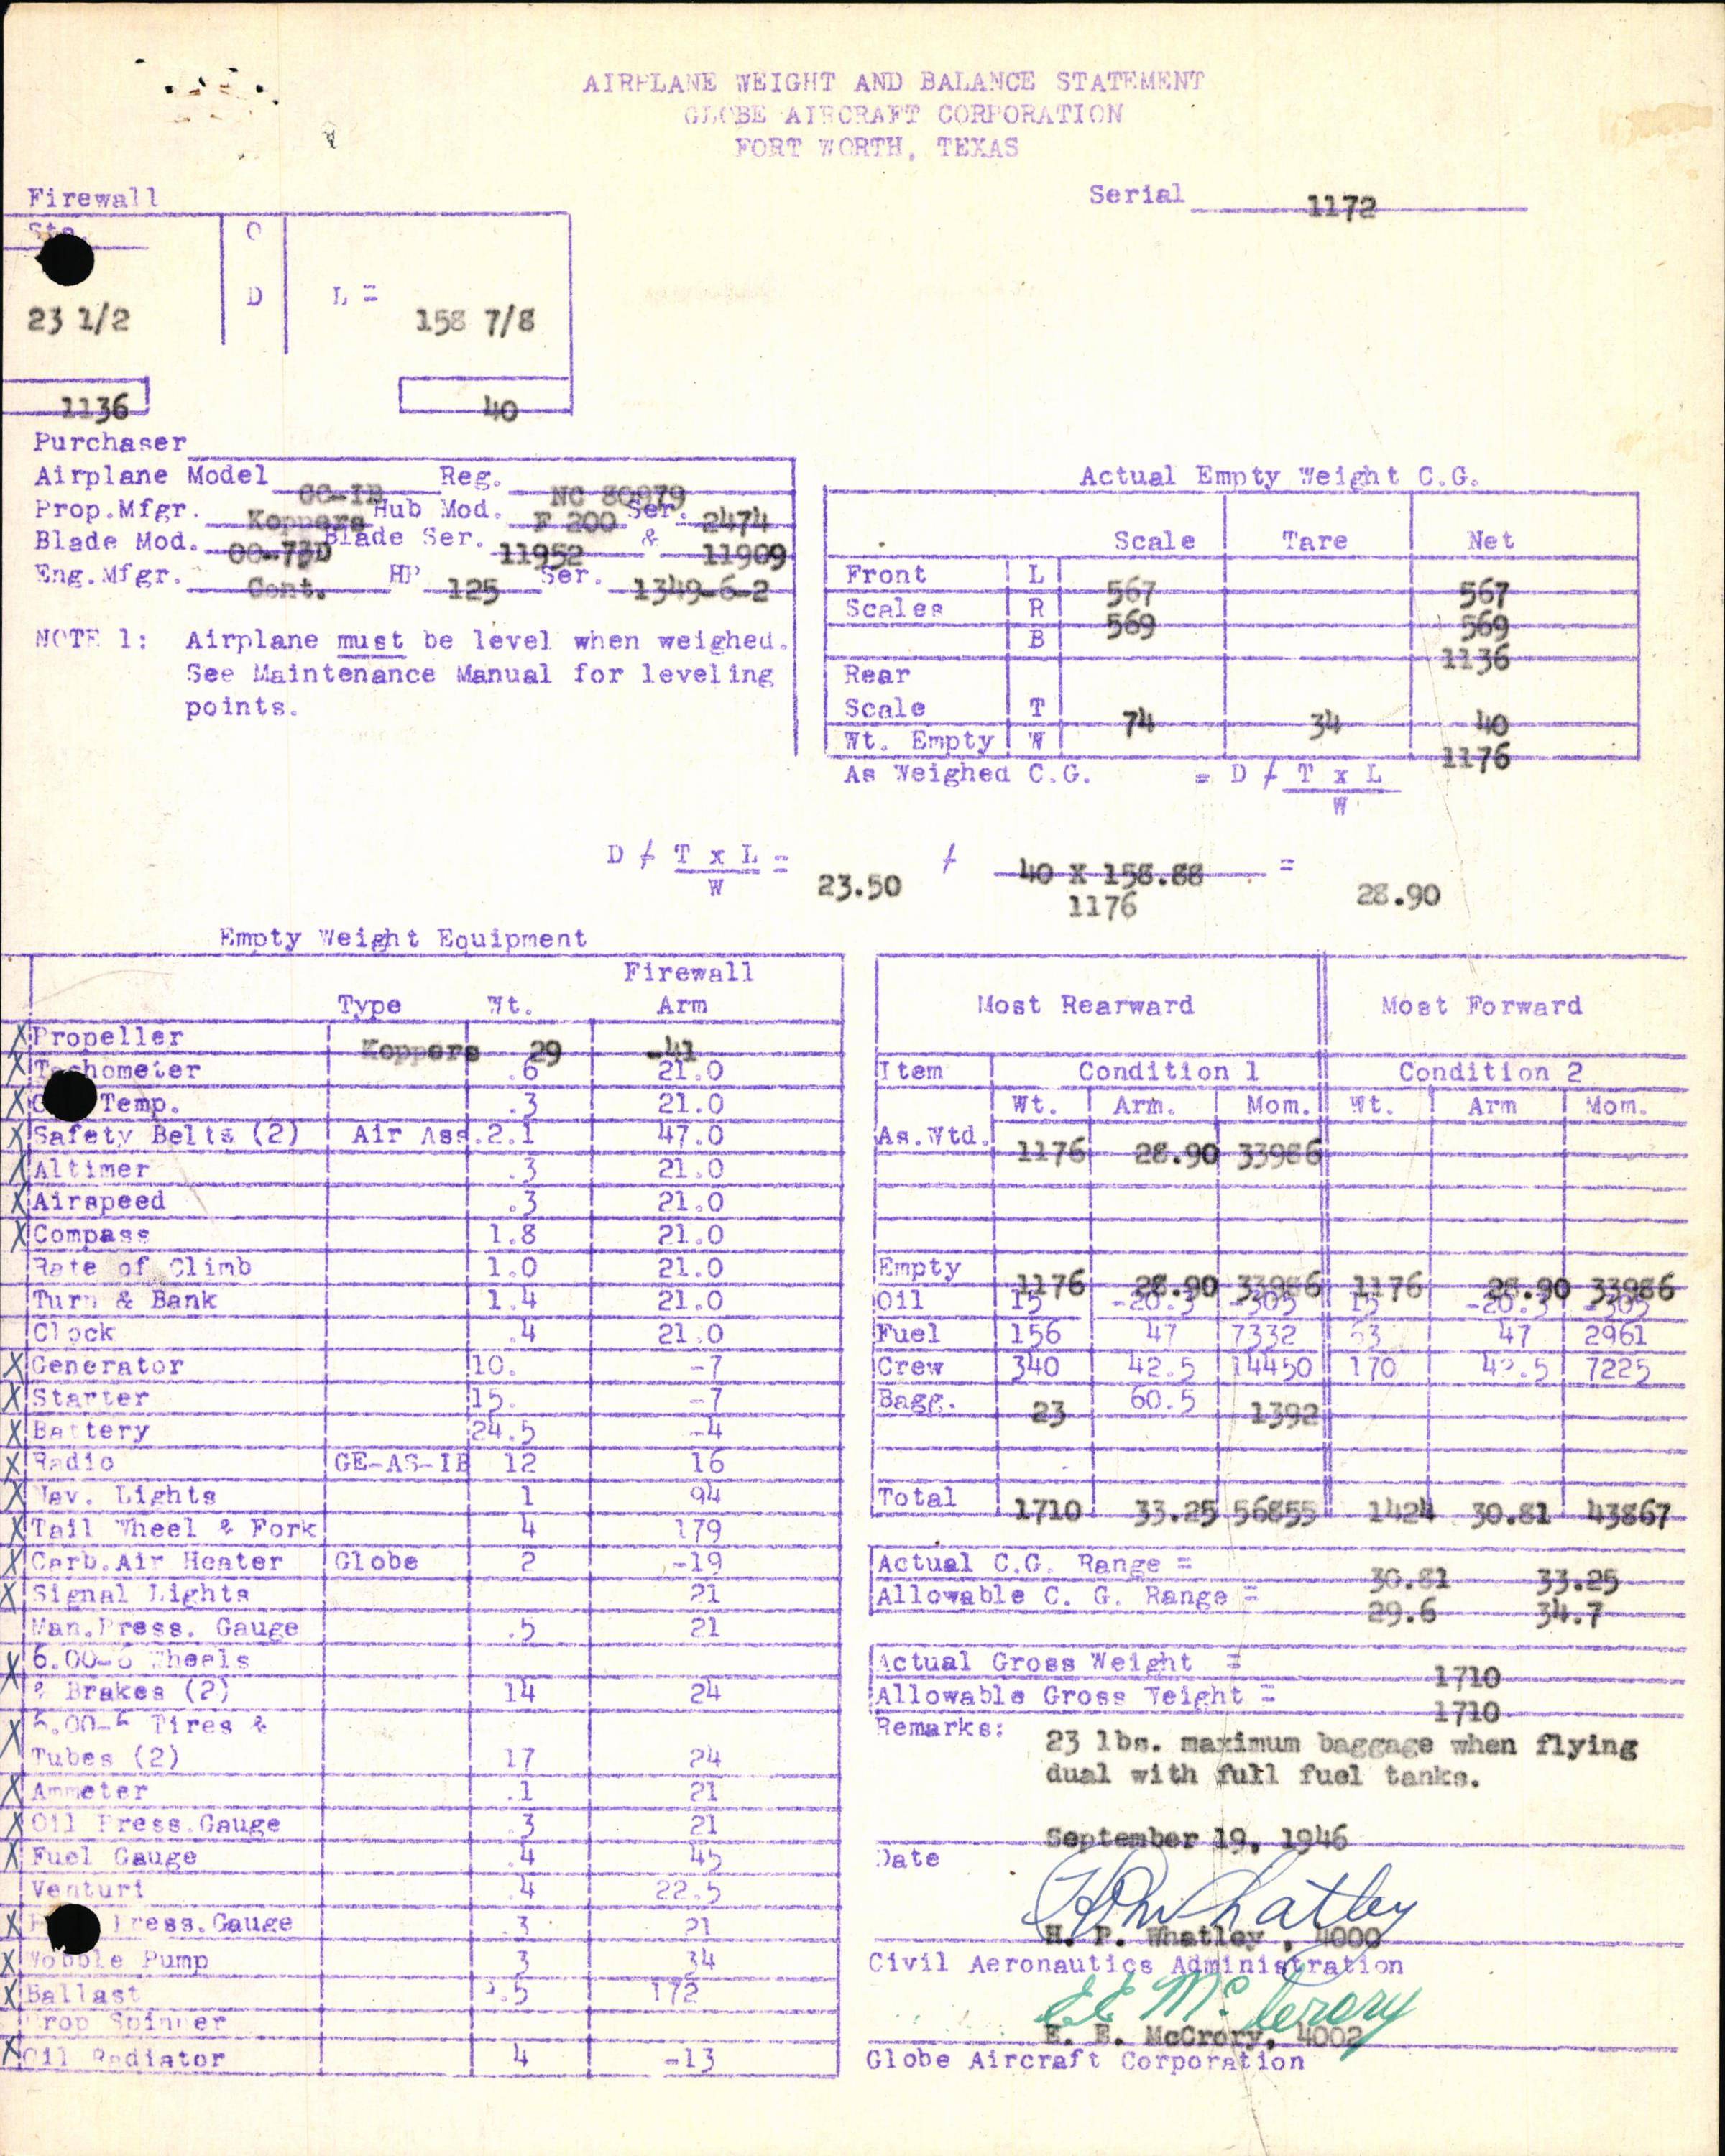 AIRPLANE WEIGHT AND BALANCE STATEMENT
GLOBE AIRCRAFT CORPORATION
FORT WORTH, TEXAS
Serial 1172
Firewall
Sta.
C
D L =
23 1/2 158 7/8
1136 40
Purchaser
Airplane Model GC-1B Reg. NC 80979
Prop.Mfgr. Koppers Hub Mod. F 200 Ser. 2474
Blade Mod. 00-73D Blade Ser. 11952 & 11909
Eng.Mfgr. Cont. HP 125 Ser. 1349-6-2
NOTE 1: Airplane must be level when weighed.
See Maintenance Manual for leveling
points.
Actual Empty Weight C.G.
Scale Tare Net
Front L 567 567
Scales R 569 569
B 1136
Rear
Scale T 74 34 40
Wt. Empty W 1176
As Weighed C.G. = D + T x L
W
D + T x L = 23.50 + 40 X 158.88 = 28.90
W 1176
Empty Weight Equipment
Firewall
Type Wt. Arm
X Propeller Koppers 29 -41
X Tachometer .6 21.0
X Temp. .3 21.0
X Safety Belts (2) Air Ass. 2.1 47.0
X Altimer .3 21.0
X Airspeed .3 21.0
X Compass 1.8 21.0
Rate of Climb 1.0 21.0
Turn & Bank 1.4 21.0
Clock .4 21.0
X Generator 10. -7
X Starter 15. -7
X Battery 24.5 -4
X Radio GE-AS-1B 12 16
X Nav. Lights 1 94
X Tail Wheel & Fork 4 179
X Carb.Air Heater Globe 2 -19
X Signal Lights 21
Man.Press. Gauge .5 21
X 6.00-6 Wheels
& Brakes (2) 14 24
X 6.00-6 Tires &
Tubes (2) 17 24
X Ammeter .1 21
X Oil Press.Gauge .3 21
X Fuel Gauge .4 45
Venturi .4 22.5
X Press.Gauge .3 21
X Wobble Pump 3 34
X Ballast .5 172
Prop Spinner
X Oil Radiator 4 -13
Most Rearward Most Forward
Item Condition 1 Condition 2
Wt. Arm. Mom. Wt. Arm Mom.
As.Wtd. 1176 28.90 33986
Empty 1176 28.90 33986 1176 28.90 33986
Oil 15 -20.3 -305 15 -20.3 -305
Fuel 156 47 7332 63 47 2961
Crew 340 42.5 14450 170 42.5 7225
Bagg. 23 60.5 1392
Total 1710 33.25 56855 1424 30.81 43867
Actual C.G. Range = 30.81 33.25
Allowable C. G. Range = 29.6 34.7
Actual Gross Weight = 1710
Allowable Gross Weight = 1710
Remarks: 23 lbs. maximum baggage when flying
dual with full fuel tanks.
September 19, 1946
Date
H P Whatley
H. P. Whatley , 4000
Civil Aeronautics Administration
E E McCrory
E. E. McCrory, 4002
Globe Aircraft Corporation